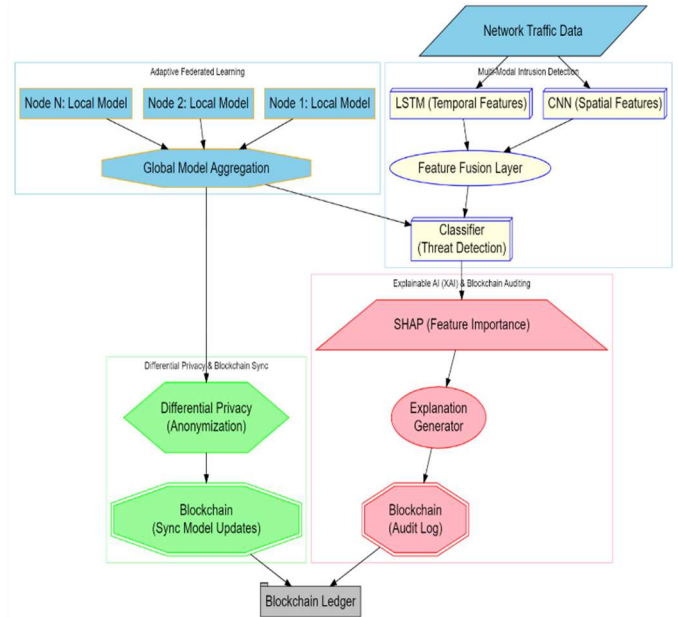 Network Traffic Data
Adaptive Federated Learning
Multi-Modal Intrusion Detection
Node N: Local Model
Node 2: Local Model
Node 1: Local Model
LSTM (Temporal Features)
CNN (Spatial Features)
Global Model Aggregation
Feature Fusion Layer
Classifier
(Threat Detection)
Explainable AI (XAI) & Blockchain Auditing
SHAP (Feature Importance)
Differential Privacy & Blockchain Sync
Differential Privacy
(Anonymization)
Explanation
Generator
Blockchain
(Sync Model Updates)
Blockchain
(Audit Log)
Blockchain Ledger